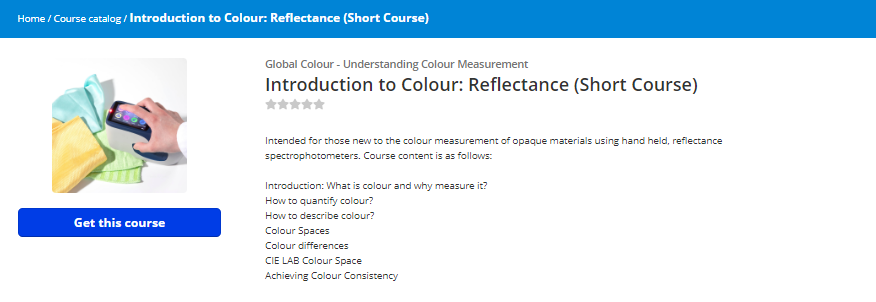 Home / Course catalog / Introduction to Colour: Reflectance (Short Course)
Global Colour - Understanding Colour Measurement
Introduction to Colour: Reflectance (Short Course)
Intended for those new to the colour measurement of opaque materials using hand held, reflectance
spectrophotometers. Course content is as follows:
Introduction: What is colour and why measure it?
How to quantify colour?
How to describe colour?
Colour Spaces
Colour differences
CIE LAB Colour Space
Achieving Colour Consistency
Get this course